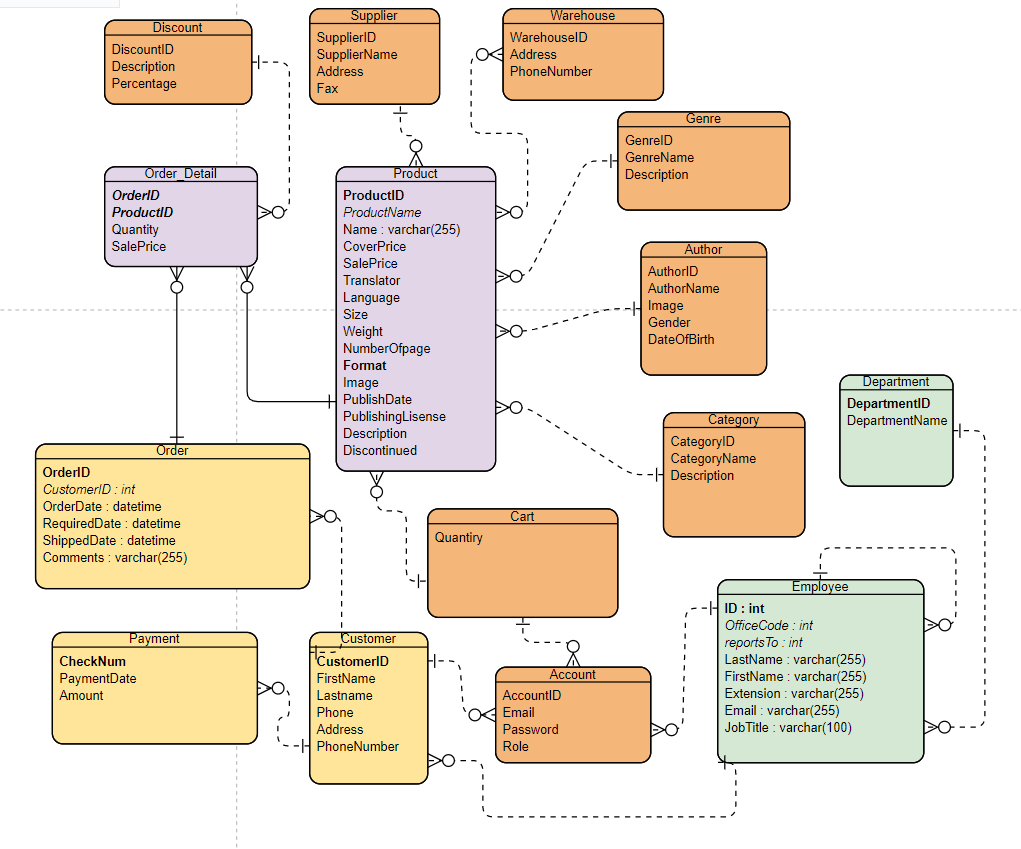 Discount
DiscountID
Description
Percentage
Supplier
SupplierID
SupplierName
Address
Fax
Warehouse
WarehouseID
Address
PhoneNumber
Genre
GenreID
GenreName
Description
Order_Detail
OrderID
ProductID
Quantity
SalePrice
Product
ProductID
ProductName
Name : varchar(255)
CoverPrice
SalePrice
Translator
Language
Size
Weight
NumberOfpage
Format
Image
PublishDate
PublishingLisense
Description
Discontinued
Author
AuthorID
AuthorName
Image
Gender
DateOfBirth
Department
DepartmentID
DepartmentName
Category
CategoryID
CategoryName
Description
Order
OrderID
CustomerID : int
OrderDate : datetime
RequiredDate : datetime
ShippedDate : datetime
Comments : varchar(255)
Cart
Quantiry
Employee
ID : int
OfficeCode : int
reportsTo : int
LastName : varchar(255)
FirstName : varchar(255)
Extension : varchar(255)
Email : varchar(255)
JobTitle : varchar(100)
Payment
CheckNum
PaymentDate
Amount
Customer
CustomerID
FirstName
Lastname
Phone
Address
PhoneNumber
Account
AccountID
Email
Password
Role